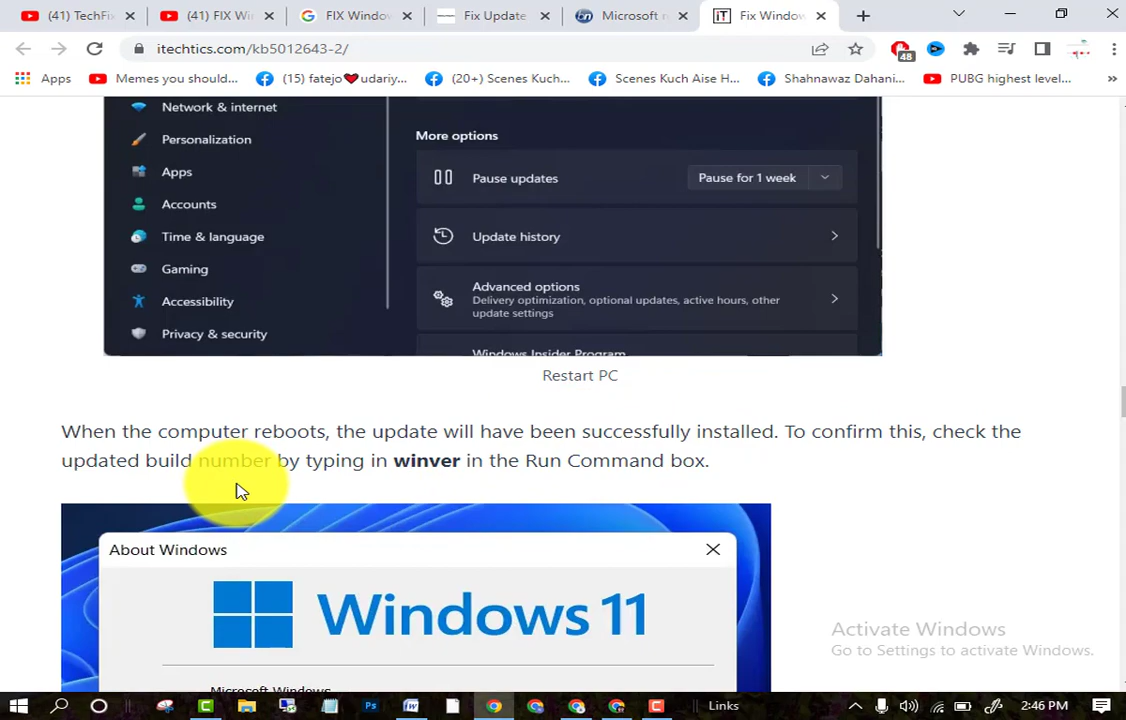 (41) TechFix
(41) FIX Wi
FIX Window
Fix Update
Microsoft
Fix Window
itechtics.com/kb5012643-2/
48
Apps
Memes you should...
(15) fatejo❤udariy...
(20+) Scenes Kuch...
Scenes Kuch Aise H...
Shahnawaz Dahani...
PUBG highest level...
»
Network & internet
Personalization
Apps
Accounts
Time & language
Gaming
Accessibility
Privacy & security
More options
Pause updates
Pause for 1 week
Update history
Advanced options
Delivery optimization, optional updates, active hours, other
update settings
Windows Insider Program
Restart PC
When the computer reboots, the update will have been successfully installed. To confirm this, check the
updated build number by typing in winver in the Run Command box.
About Windows
Windows 11
Microsoft Windows
Activate Windows
Go to Settings to activate Windows.
Links
2:46 PM